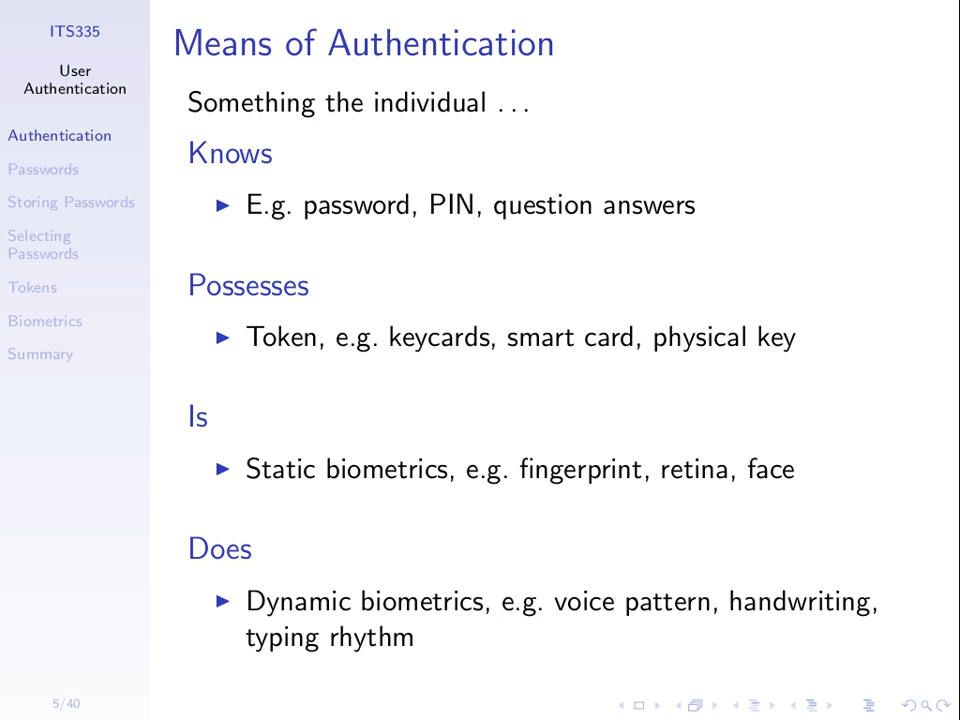 ITS335
User
Authentication
Authentication
Passwords
Storing Passwords
Selecting
Passwords
Tokens
Biometrics
Summary
5/40
Means of Authentication
Something the individual . . .
Knows
E.g. password, PIN, question answers
Possesses
Token, e.g. keycards, smart card, physical key
Is
Static biometrics, e.g. fingerprint, retina, face
Does
Dynamic biometrics, e.g. voice pattern, handwriting,
typing rhythm